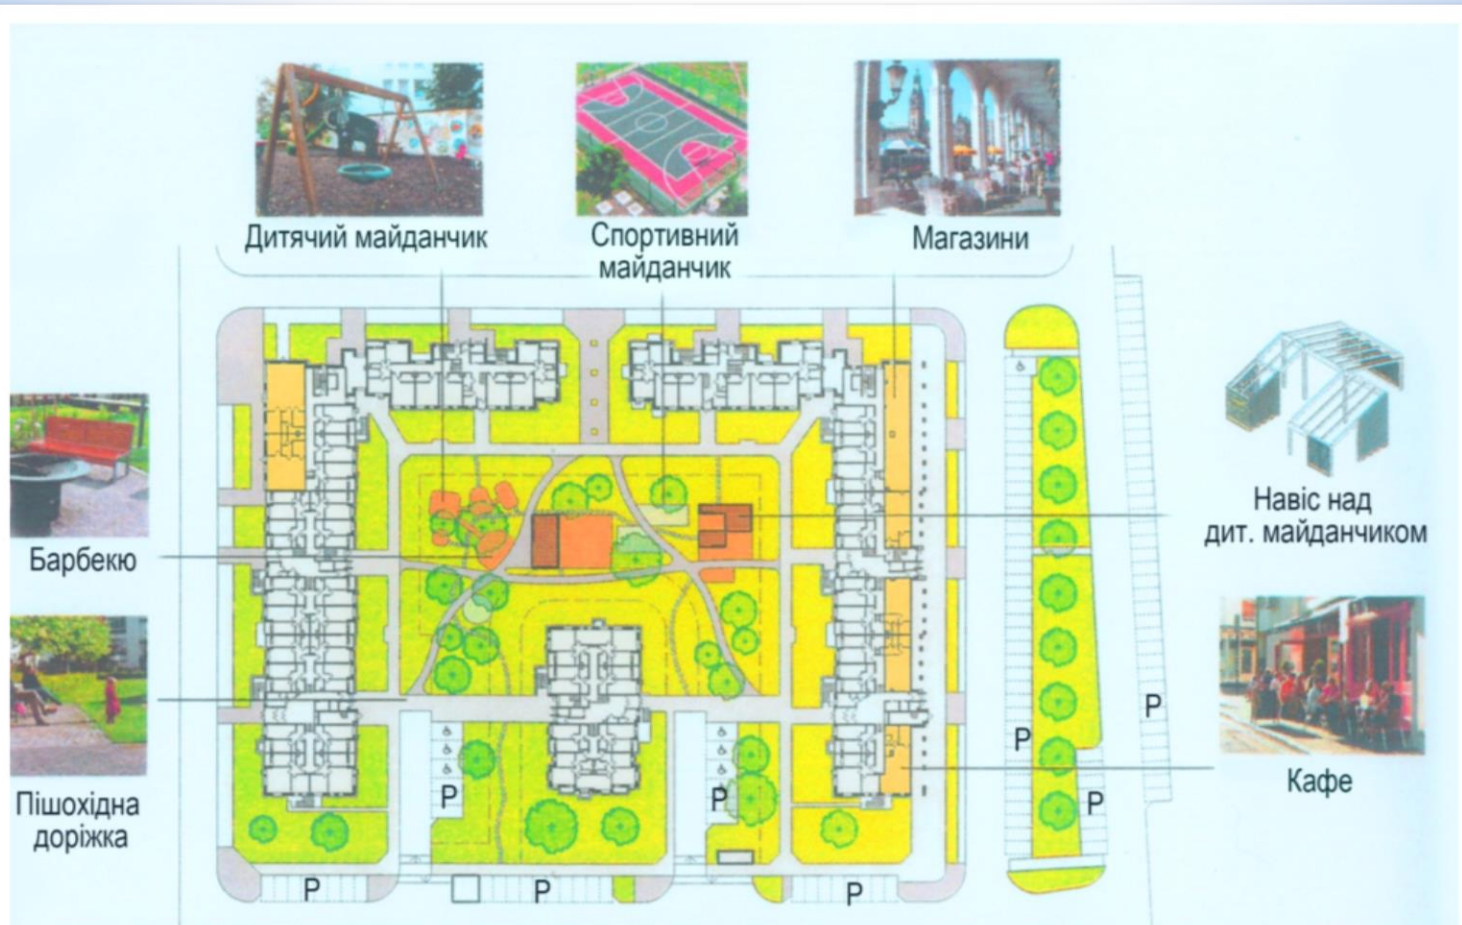 Дитячий майданчик
Спортивний
майданчик
Магазини
Барбекю
Навіс над
дит. майданчиком
Пішохідна
доріжка
Кафе
P
P
P
P
P
P
P
P